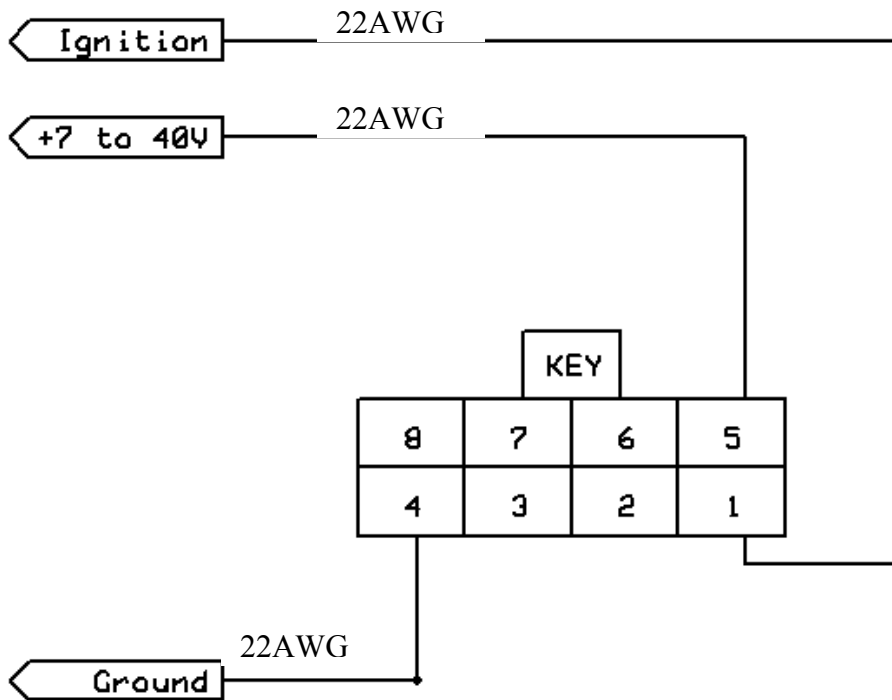 Ignition 22AWG
+7 to 40V 22AWG
KEY
8 7 6 5
4 3 2 1
Ground 22AWG